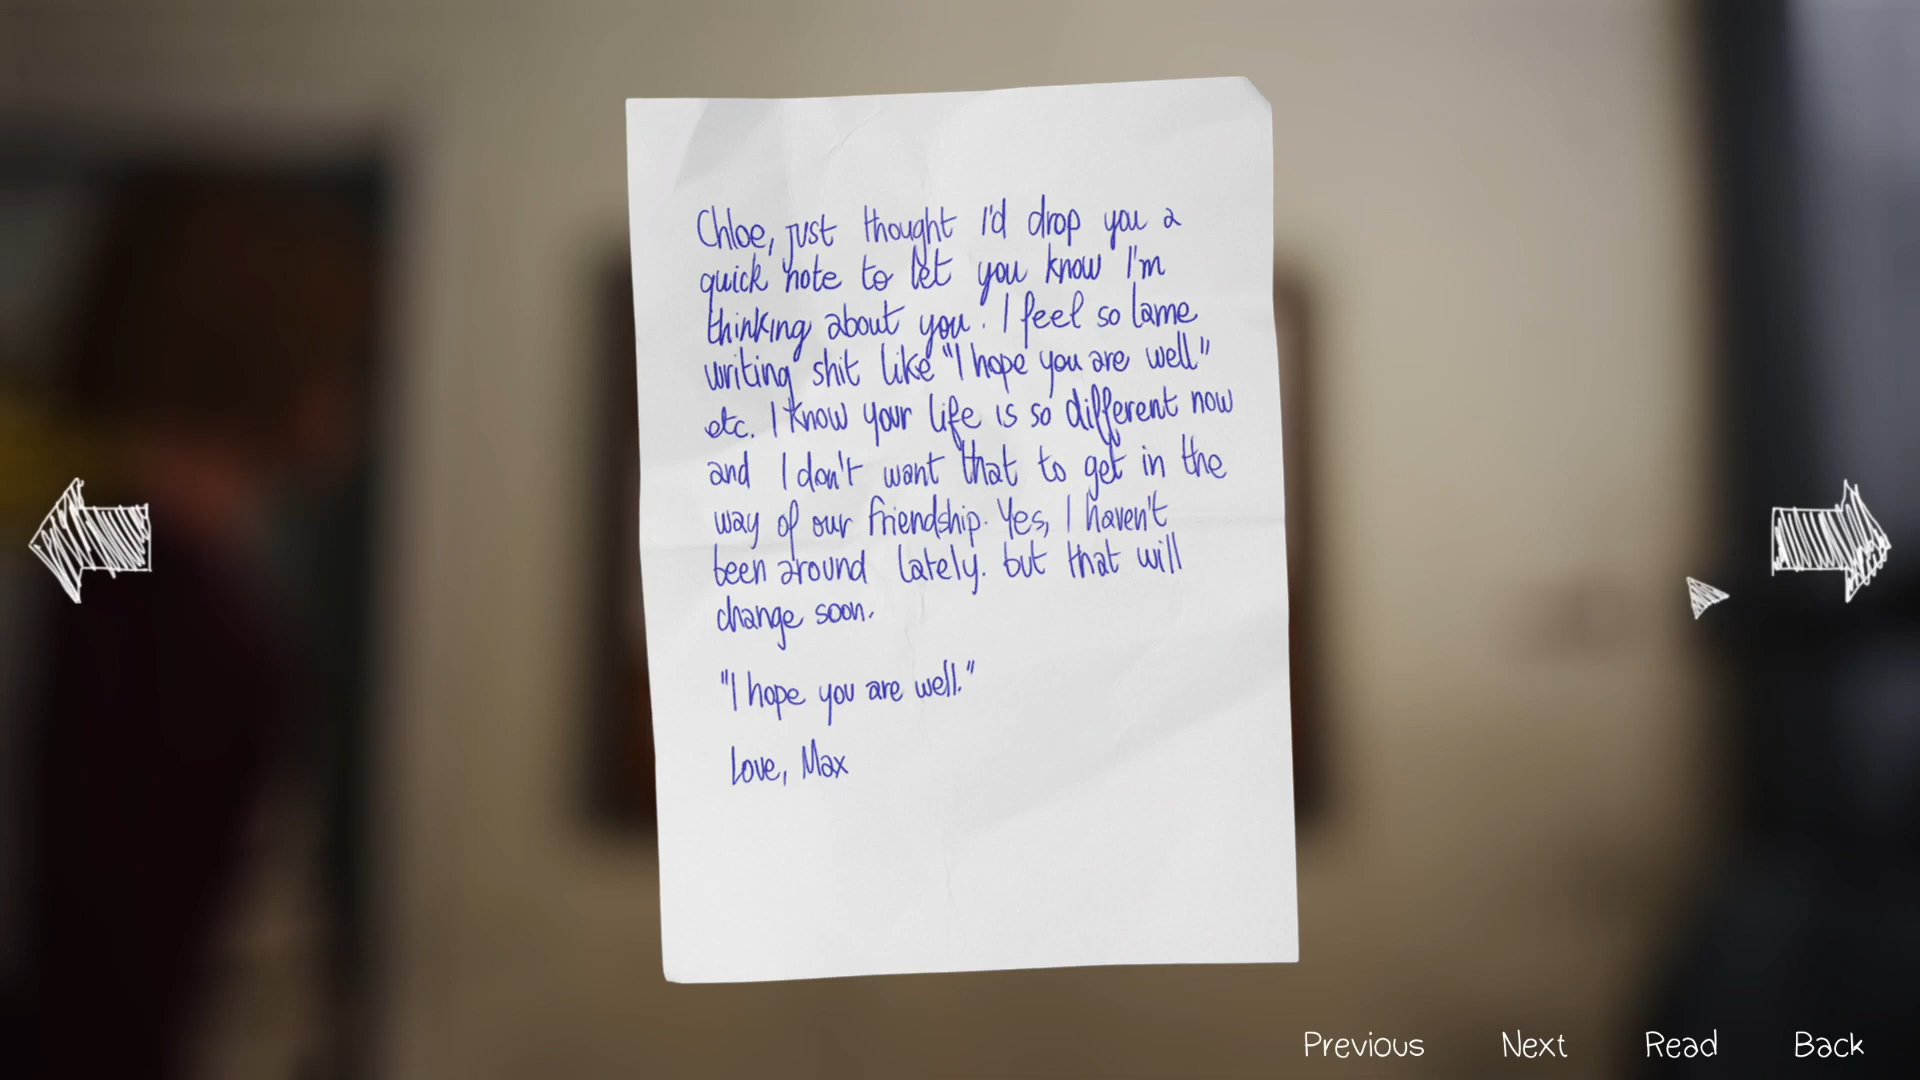 Chloe, just thought I'd drop you a
quick note to let you know I'm
thinking about you. I feel so lame
writing shit like "I hope you are well"
etc. I know your life is so different now
and I don't want that to get in the
way of our friendship. Yes, I haven't
been around lately. but that will
change soon.
"I hope you are well."
Love, Max
Previous Next Read Back